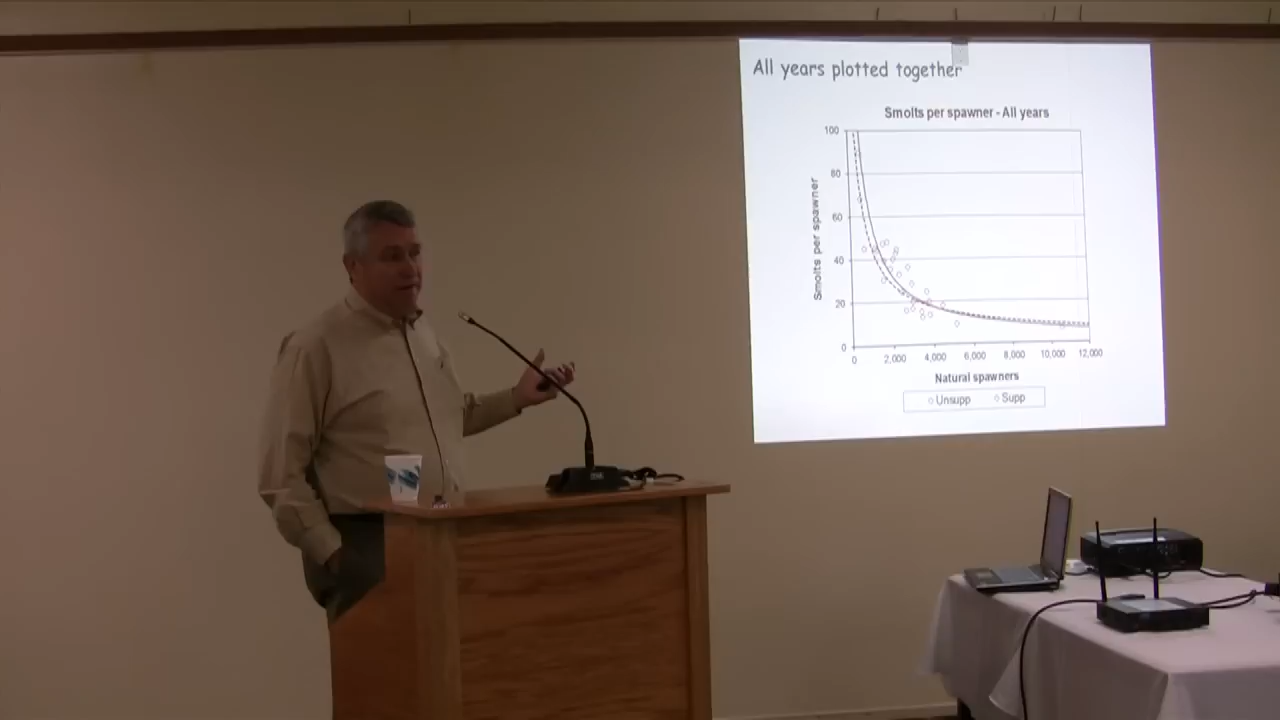 All years plotted together
Smolts per spawner - All years
Smolts per spawner
100
80
60
40
20
0
0 2,000 4,000 6,000 8,000 10,000 12,000
Natural spawners
Unsupp Supp